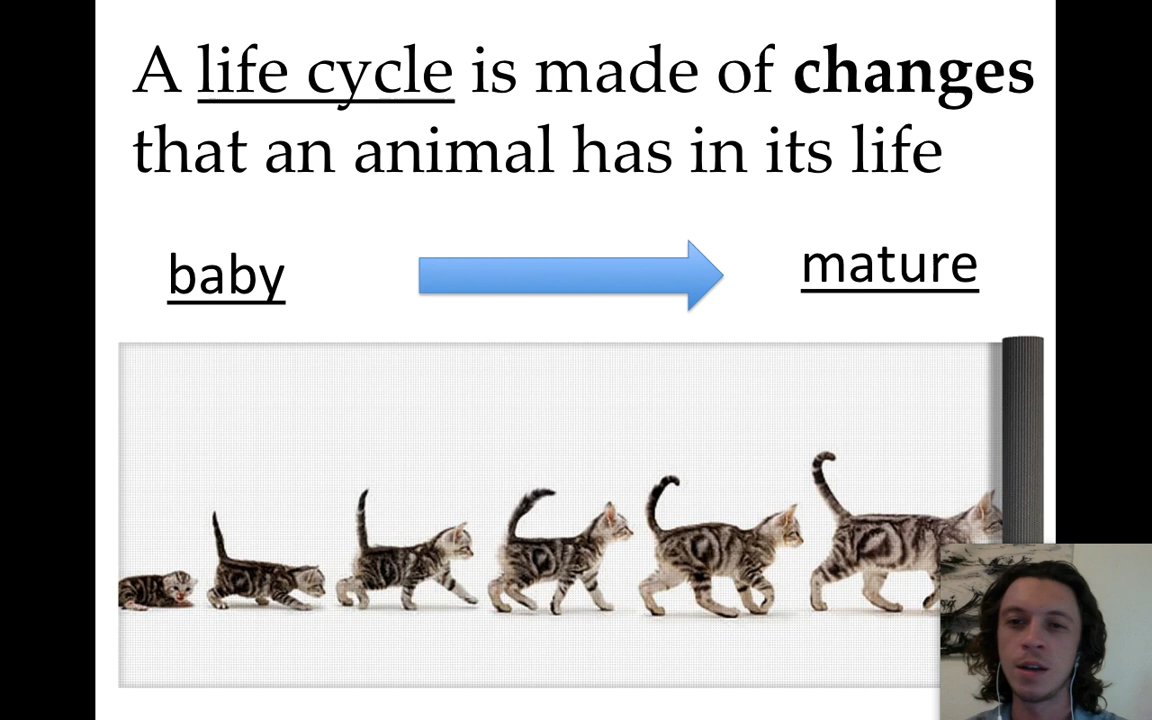 A life cycle is made of changes
that an animal has in its life
baby
mature